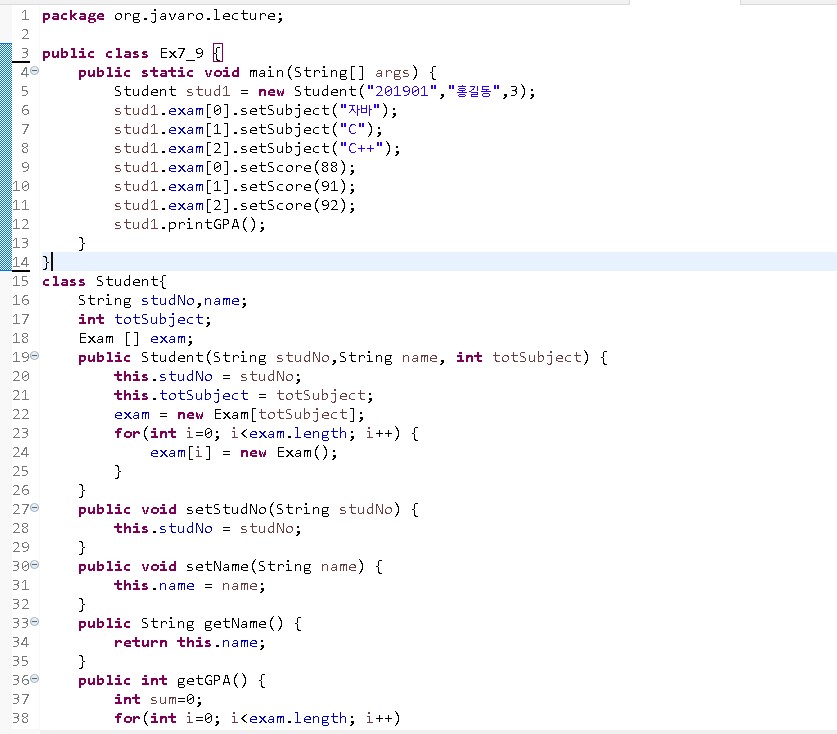 1 package org.javaro.lecture;
2
3 public class Ex7_9 {
4 public static void main(String[] args) {
5 Student stud1 = new Student("201901","홍길동",3);
6 stud1.exam[0].setSubject("자바");
7 stud1.exam[1].setSubject("C");
8 stud1.exam[2].setSubject("C++");
9 stud1.exam[0].setScore(88);
10 stud1.exam[1].setScore(91);
11 stud1.exam[2].setScore(92);
12 stud1.printGPA();
13 }
14 }
15 class Student{
16 String studNo,name;
17 int totSubject;
18 Exam [] exam;
19 public Student(String studNo,String name, int totSubject) {
20 this.studNo = studNo;
21 this.totSubject = totSubject;
22 exam = new Exam[totSubject];
23 for(int i=0; i<exam.length; i++) {
24 exam[i] = new Exam();
25 }
26 }
27 public void setStudNo(String studNo) {
28 this.studNo = studNo;
29 }
30 public void setName(String name) {
31 this.name = name;
32 }
33 public String getName() {
34 return this.name;
35 }
36 public int getGPA() {
37 int sum=0;
38 for(int i=0; i<exam.length; i++)